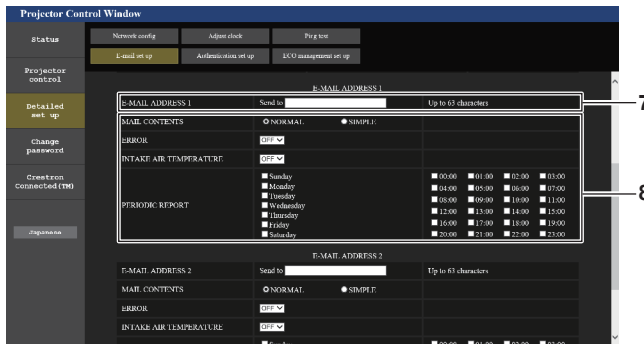 Projector Control Window
Status
Network config Adjust clock Ping test
E-mail set up Authentication set up ECO management set up
Projector control
Detailed set up
Change password
Crestron Connected(TM)
Japanese
E-MAIL ADDRESS 1
E-MAIL ADDRESS 1 Send to Up to 63 characters
7
MAIL CONTENTS NORMAL SIMPLE
ERROR OFF
INTAKE AIR TEMPERATURE OFF
8
PERIODIC REPORT
Sunday 00:00 01:00 02:00 03:00
Monday 04:00 05:00 06:00 07:00
Tuesday
Wednesday 08:00 09:00 10:00 11:00
Thursday 12:00 13:00 14:00 15:00
Friday 16:00 17:00 18:00 19:00
Saturday 20:00 21:00 22:00 23:00
E-MAIL ADDRESS 2
E-MAIL ADDRESS 2 Send to Up to 63 characters
MAIL CONTENTS NORMAL SIMPLE
ERROR OFF
INTAKE AIR TEMPERATURE OFF